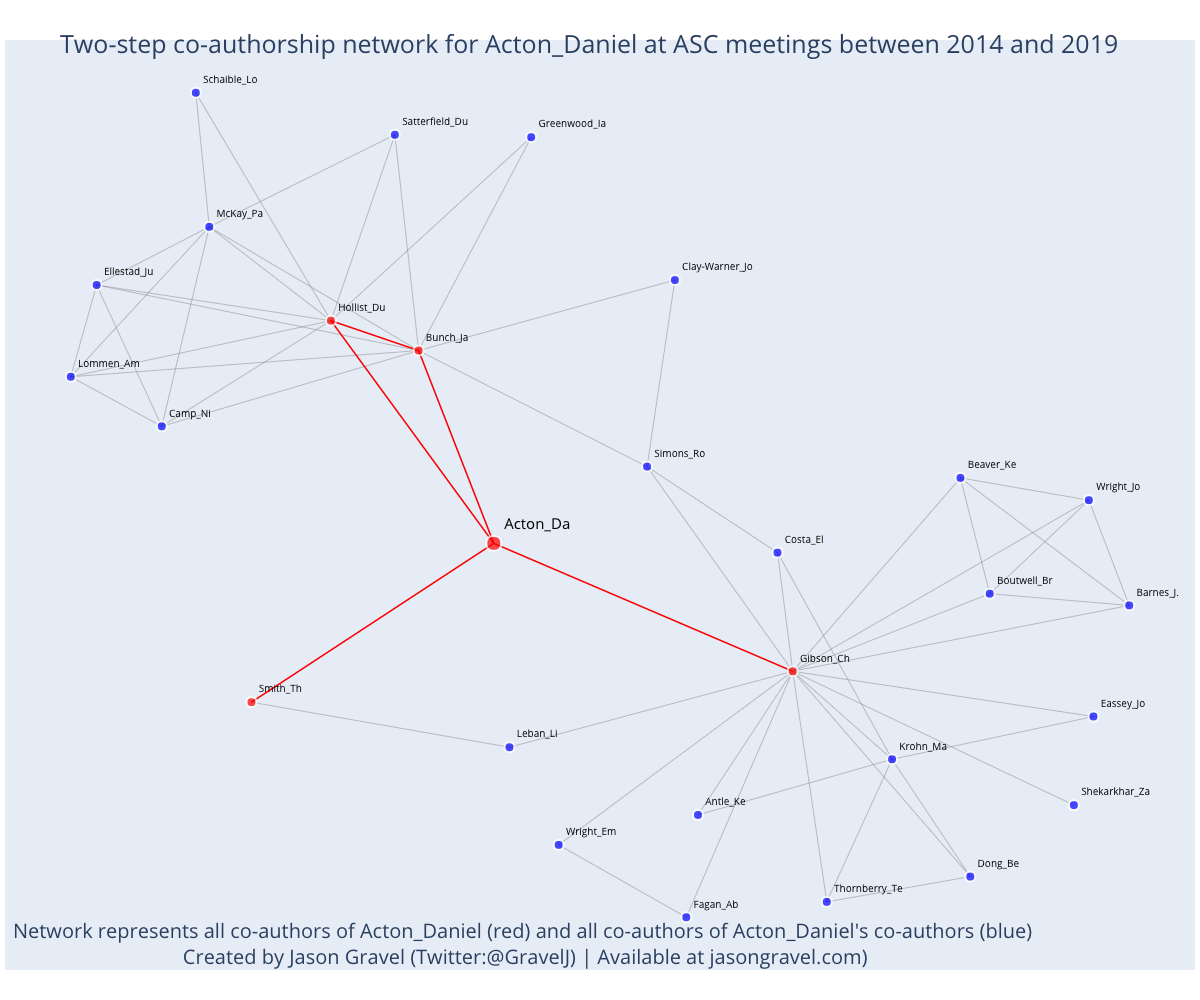 Two-step co-authorship network for Acton_Daniel at ASC meetings between 2014 and 2019
Schaible_Lo
Satterfield_Du
Greenwood_Ia
McKay_Pa
Ellestad_Ju
Clay-Warner_Jo
Hollist_Du
Bunch_Ja
Lommen_Am
Camp_Ni
Simons_Ro
Beaver_Ke
Wright_Jo
Acton_Da
Costa_El
Boutwell_Br
Barnes_J.
Gibson_Ch
Smith_Th
Eassey_Jo
Leban_Li
Krohn_Ma
Shekarkhar_Za
Antle_Ke
Wright_Em
Dong_Be
Thornberry_Te
Fagan_Ab
Network represents all co-authors of Acton_Daniel (red) and all co-authors of Acton_Daniel's co-authors (blue)
Created by Jason Gravel (Twitter:@GravelJ) | Available at jasongravel.com)